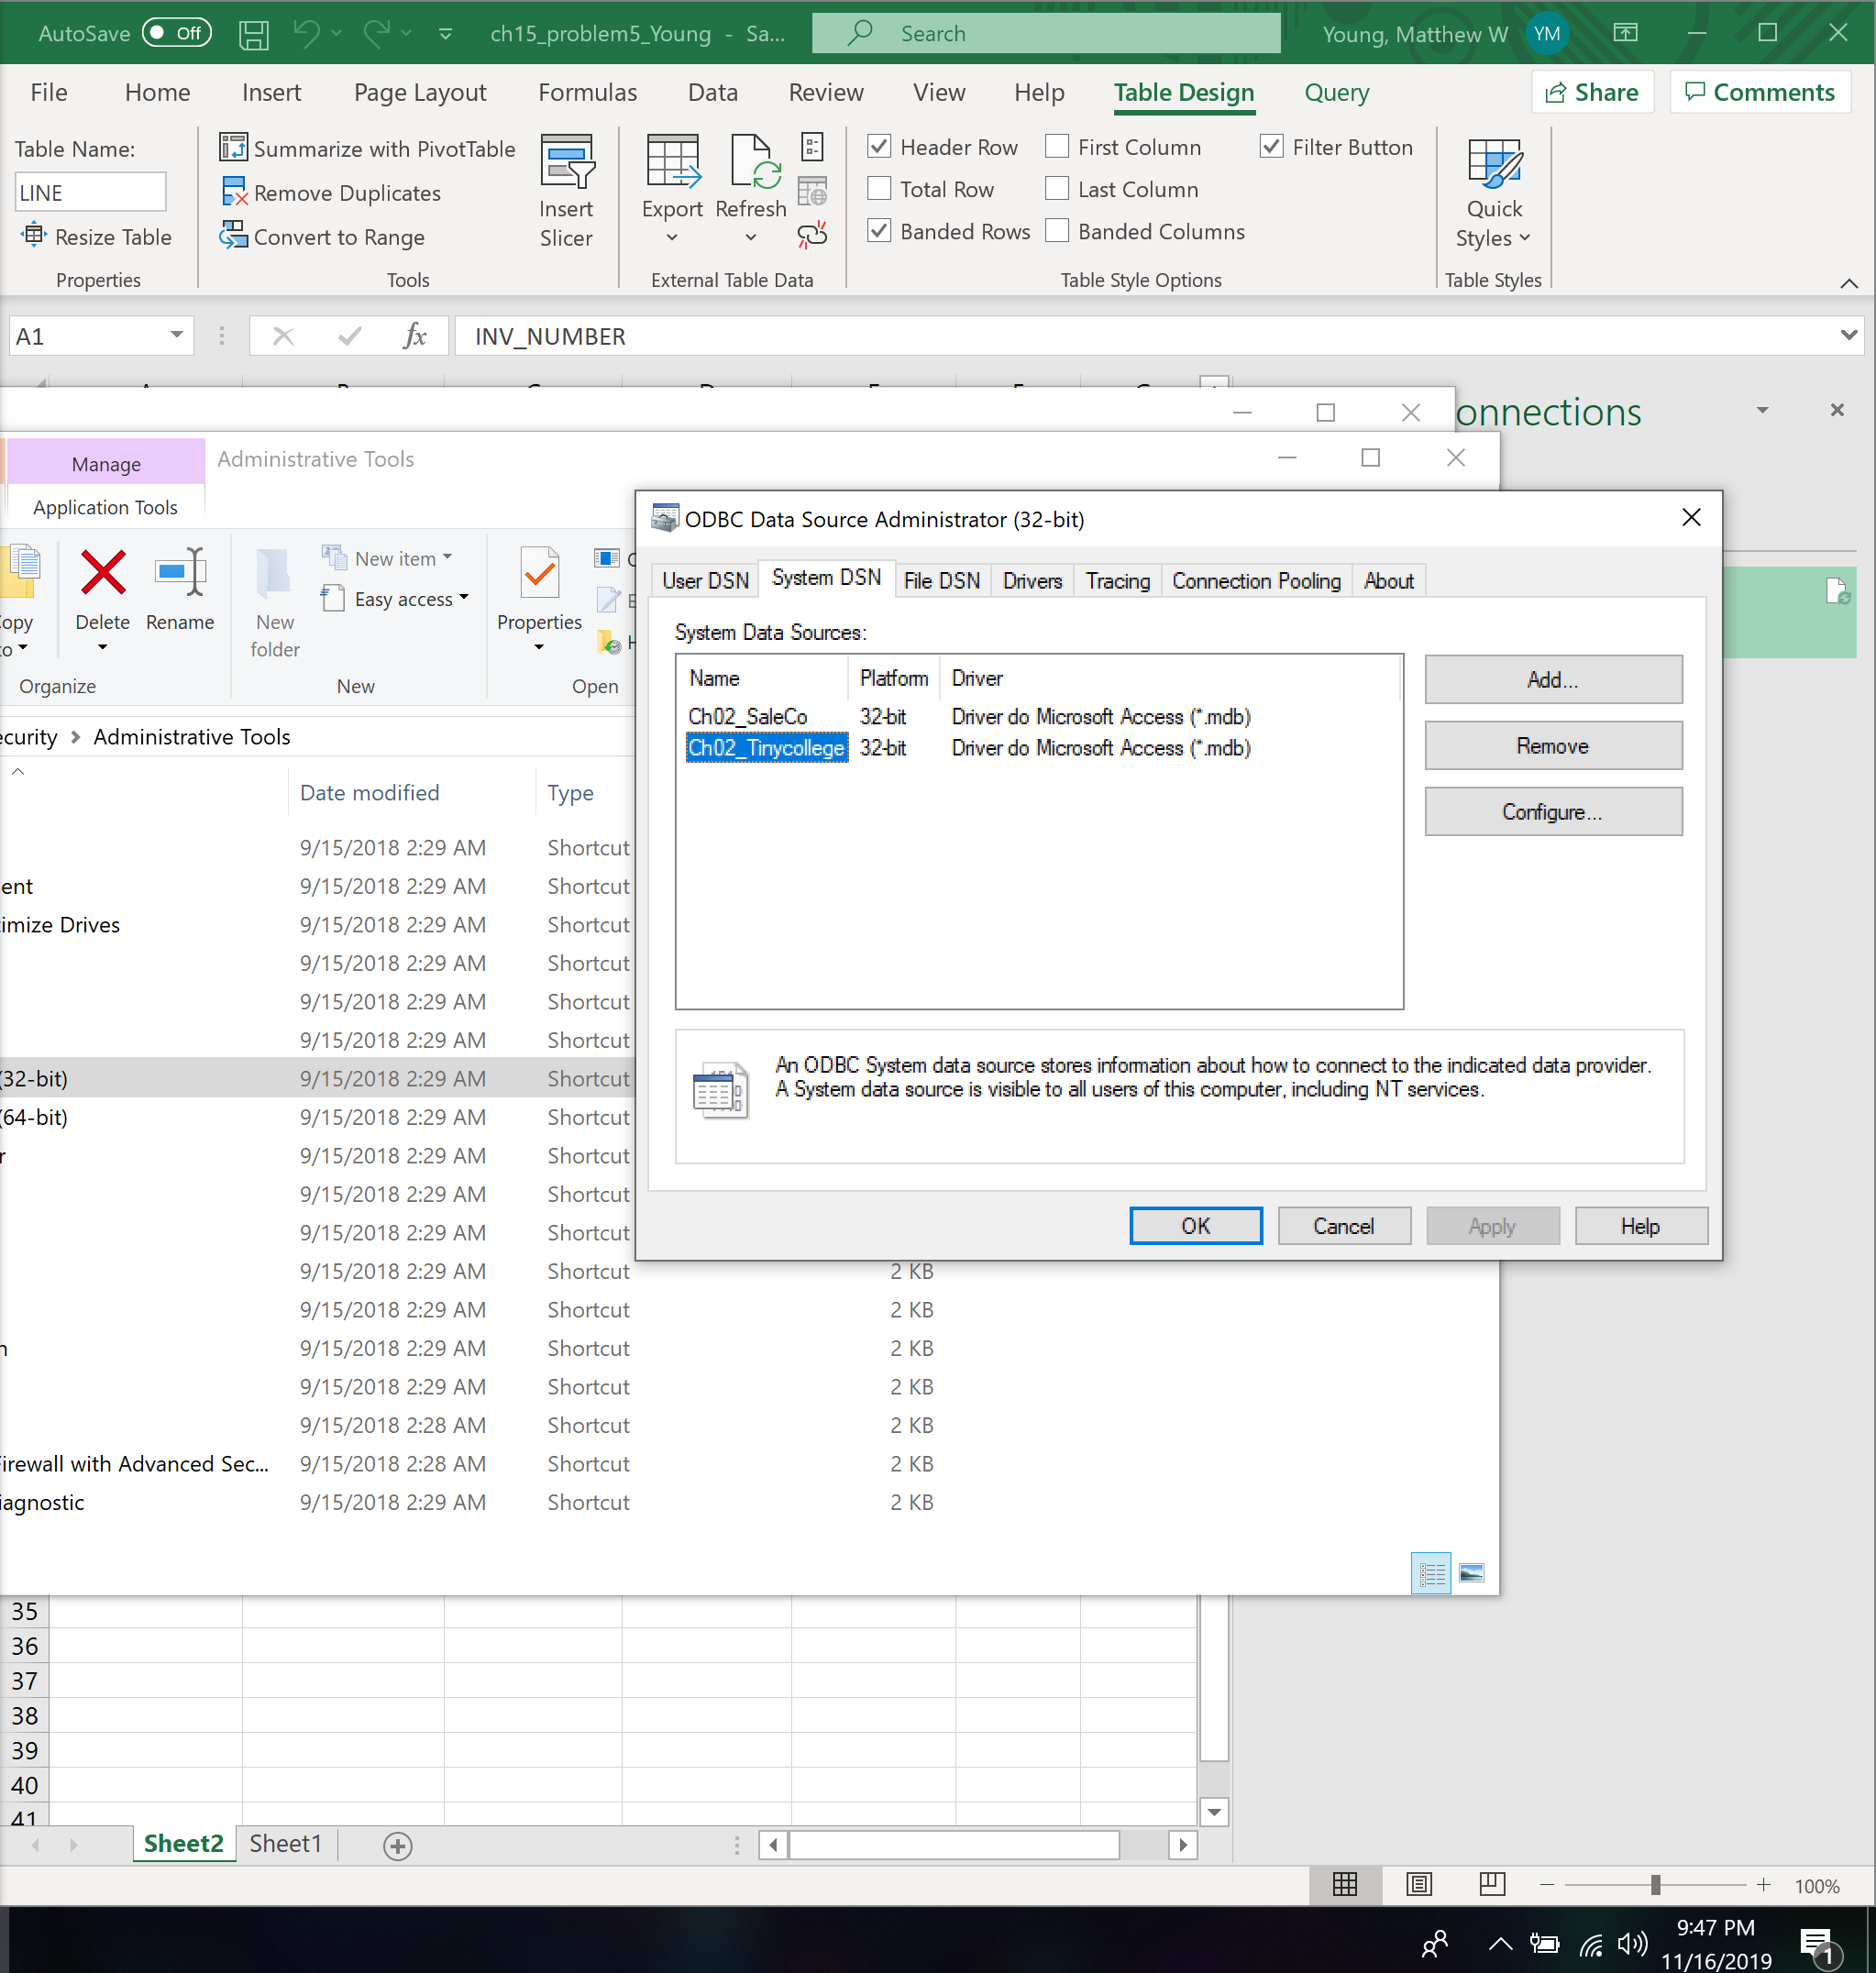 AutoSave Off ch15_problem5_Young - Sa... Search Young, Matthew W YM
File Home Insert Page Layout Formulas Data Review View Help Table Design Query Share Comments
Table Name:
LINE
Resize Table
Properties
Summarize with PivotTable
Remove Duplicates
Convert to Range
Tools
Insert
Slicer
Export Refresh
External Table Data
Header Row First Column Filter Button
Total Row Last Column
Banded Rows Banded Columns
Table Style Options
Quick
Styles
Table Styles
A1 fx INV_NUMBER
onnections
Manage Administrative Tools
Application Tools
opy
to
Delete Rename
Organize
New
folder
New item
Easy access
New
Properties
Open
curity > Administrative Tools
Date modified Type
9/15/2018 2:29 AM Shortcut
ent 9/15/2018 2:29 AM Shortcut
timize Drives 9/15/2018 2:29 AM Shortcut
9/15/2018 2:29 AM Shortcut
9/15/2018 2:29 AM Shortcut
9/15/2018 2:29 AM Shortcut
(32-bit) 9/15/2018 2:29 AM Shortcut
(64-bit) 9/15/2018 2:29 AM Shortcut
r 9/15/2018 2:29 AM Shortcut
9/15/2018 2:29 AM Shortcut
9/15/2018 2:29 AM Shortcut
9/15/2018 2:29 AM Shortcut 2 KB
9/15/2018 2:29 AM Shortcut 2 KB
n 9/15/2018 2:29 AM Shortcut 2 KB
9/15/2018 2:29 AM Shortcut 2 KB
9/15/2018 2:28 AM Shortcut 2 KB
Firewall with Advanced Sec... 9/15/2018 2:28 AM Shortcut 2 KB
iagnostic 9/15/2018 2:29 AM Shortcut 2 KB
ODBC Data Source Administrator (32-bit)
User DSN System DSN File DSN Drivers Tracing Connection Pooling About
System Data Sources:
Name Platform Driver
Ch02_SaleCo 32-bit Driver do Microsoft Access (*.mdb)
Ch02_Tinycollege 32-bit Driver do Microsoft Access (*.mdb)
Add...
Remove
Configure...
An ODBC System data source stores information about how to connect to the indicated data provider.
A System data source is visible to all users of this computer, including NT services.
OK Cancel Apply Help
35
36
37
38
39
40
41
Sheet2 Sheet1
100%
9:47 PM
11/16/2019
1